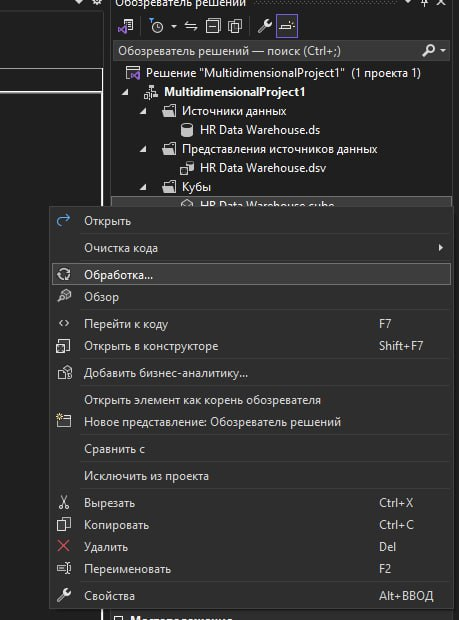 Обозреватель решений
Обозреватель решений — поиск (Ctrl+;)
Решение "MultidimensionalProject1" (1 проекта 1)
MultidimensionalProject1
Источники данных
HR Data Warehouse.ds
Представления источников данных
HR Data Warehouse.dsv
Кубы
HR Data Warehouse.cube
Открыть
Очистка кода
Обработка...
Обзор
Перейти к коду F7
Открыть в конструкторе Shift+F7
Добавить бизнес-аналитику...
Открыть элемент как корень обозревателя
Новое представление: Обозреватель решений
Сравнить с
Исключить из проекта
Вырезать Ctrl+X
Копировать Ctrl+C
Удалить Del
Переименовать F2
Свойства Alt+ВВОД